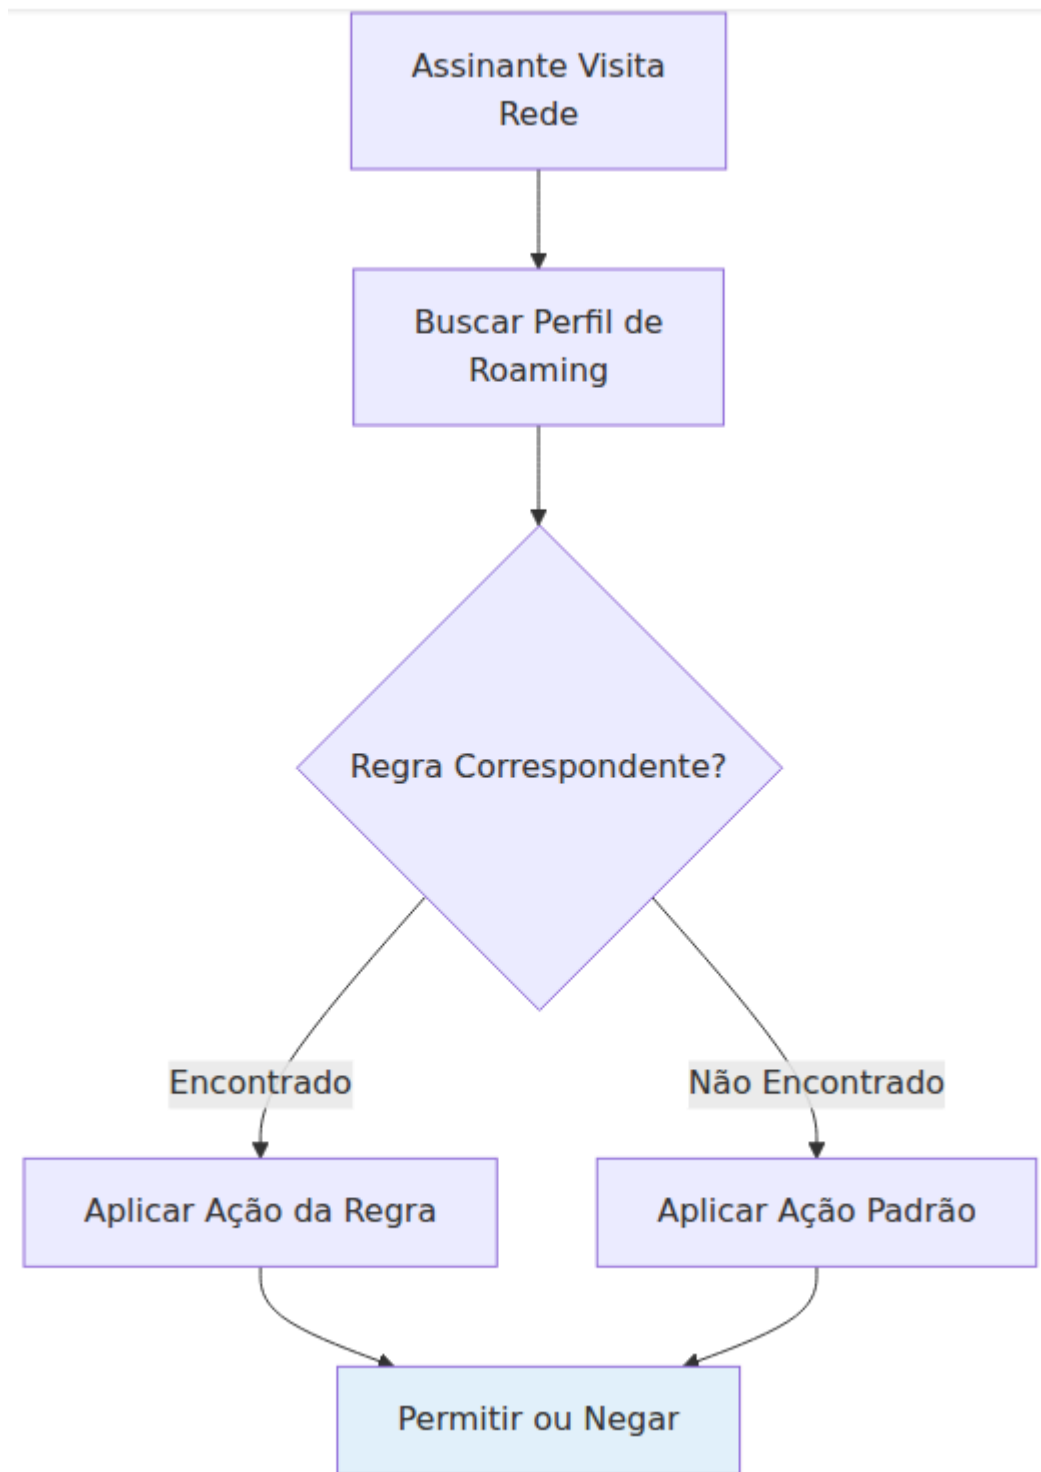 Assinante Visita
Rede
Buscar Perfil de
Roaming
Regra Correspondente?
Encontrado
Não Encontrado
Aplicar Ação da Regra
Aplicar Ação Padrão
Permitir ou Negar